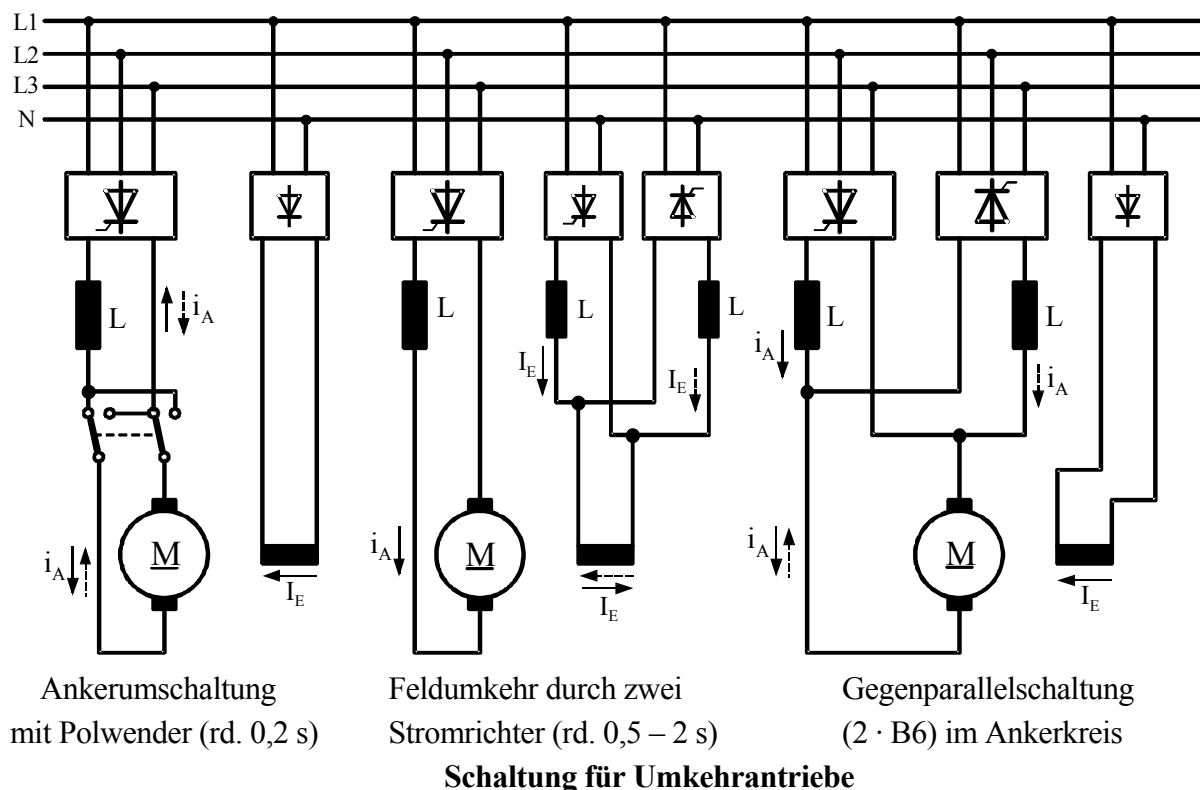 L1
L2
L3
N
L
i_A
L
L
L
I_E
I_E
i_A
L
L
i_A
i_A
M
I_E
i_A
M
I_E
i_A
M
I_E
Ankerumschaltung
mit Polwender (rd. 0,2 s)
Feldumkehr durch zwei
Stromrichter (rd. 0,5 – 2 s)
Gegenparallelschaltung
(2 · B6) im Ankerkreis
Schaltung für Umkehrantriebe